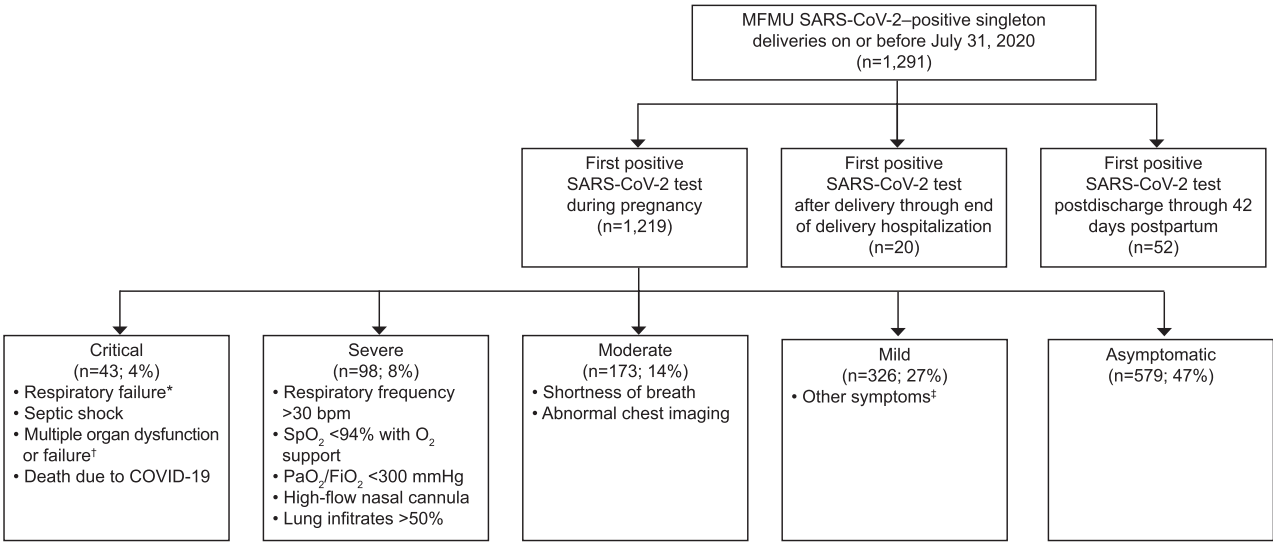 MFMU SARS-CoV-2–positive singleton
deliveries on or before July 31, 2020
(n=1,291)
First positive
SARS-CoV-2 test
during pregnancy
(n=1,219)
First positive
SARS-CoV-2 test
after delivery through end
of delivery hospitalization
(n=20)
First positive
SARS-CoV-2 test
postdischarge through 42
days postpartum
(n=52)
Critical
(n=43; 4%)
• Respiratory failure*
• Septic shock
• Multiple organ dysfunction
or failure†
• Death due to COVID-19
Severe
(n=98; 8%)
• Respiratory frequency
>30 bpm
• SpO₂ <94% with O₂
support
• PaO₂/FiO₂ <300 mmHg
• High-flow nasal cannula
• Lung infitrates >50%
Moderate
(n=173; 14%)
• Shortness of breath
• Abnormal chest imaging
Mild
(n=326; 27%)
• Other symptoms‡
Asymptomatic
(n=579; 47%)